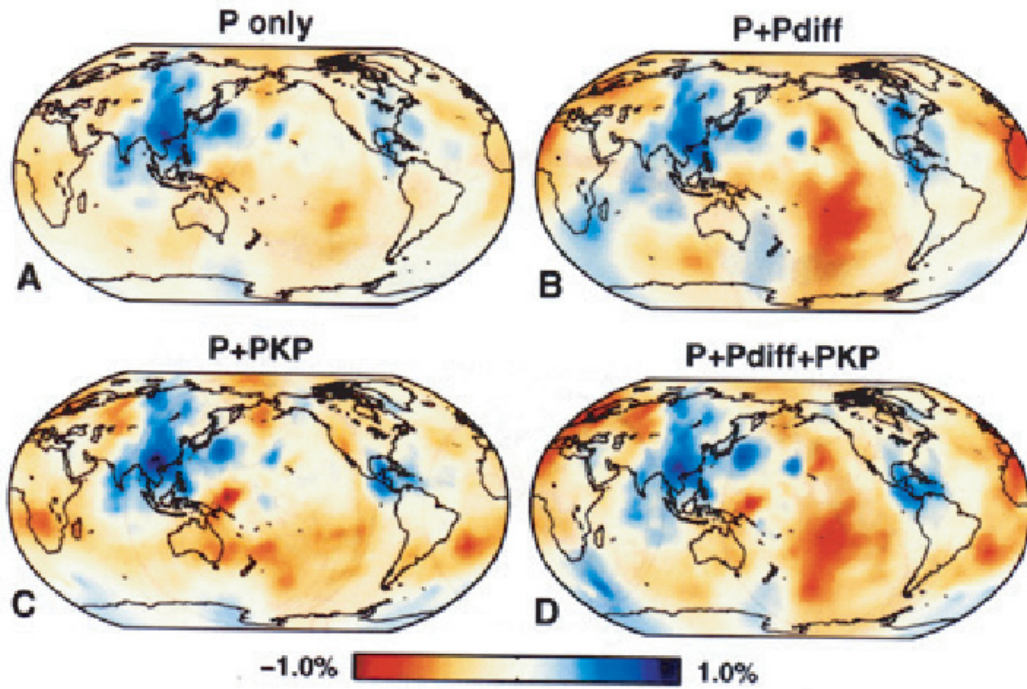 P only
P+Pdiff
A
B
P+PKP
P+Pdiff+PKP
C
D
−1.0%
1.0%